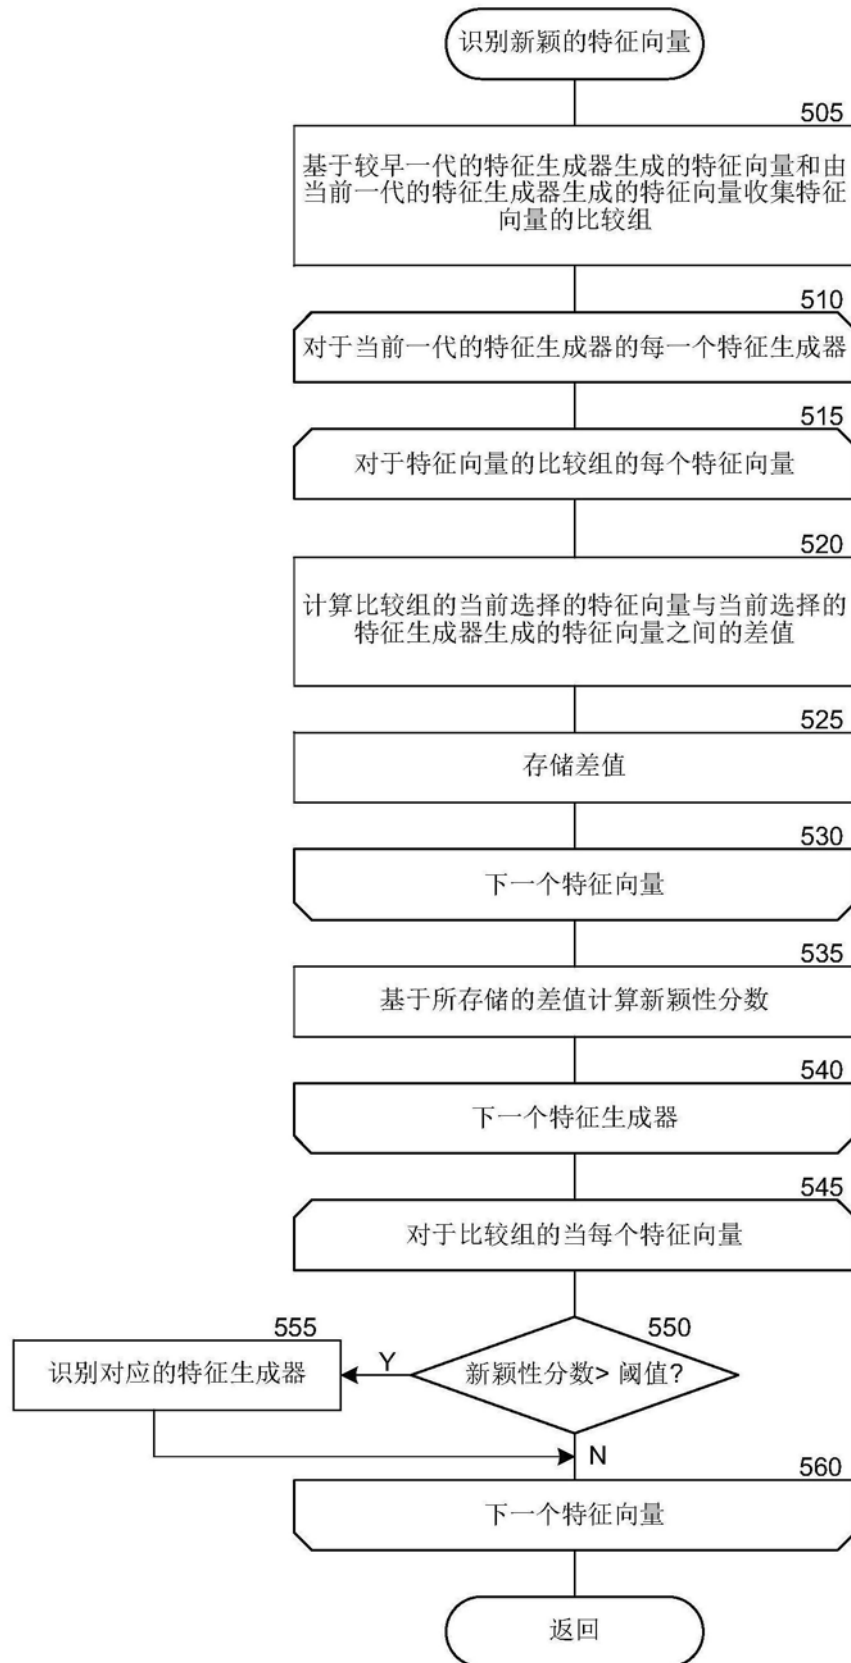 识别新颖的特征向量
505
基于较早一代的特征生成器生成的特征向量和由
当前一代的特征生成器生成的特征向量收集特征
向量的比较组
510
对于当前一代的特征生成器的每一个特征生成器
515
对于特征向量的比较组的每个特征向量
520
计算比较组的当前选择的特征向量与当前选择的
特征生成器生成的特征向量之间的差值
525
存储差值
530
下一个特征向量
535
基于所存储的差值计算新颖性分数
540
下一个特征生成器
545
对于比较组的当每个特征向量
555
550
识别对应的特征生成器
Y
新颖性分数> 阈值?
N
560
下一个特征向量
返回